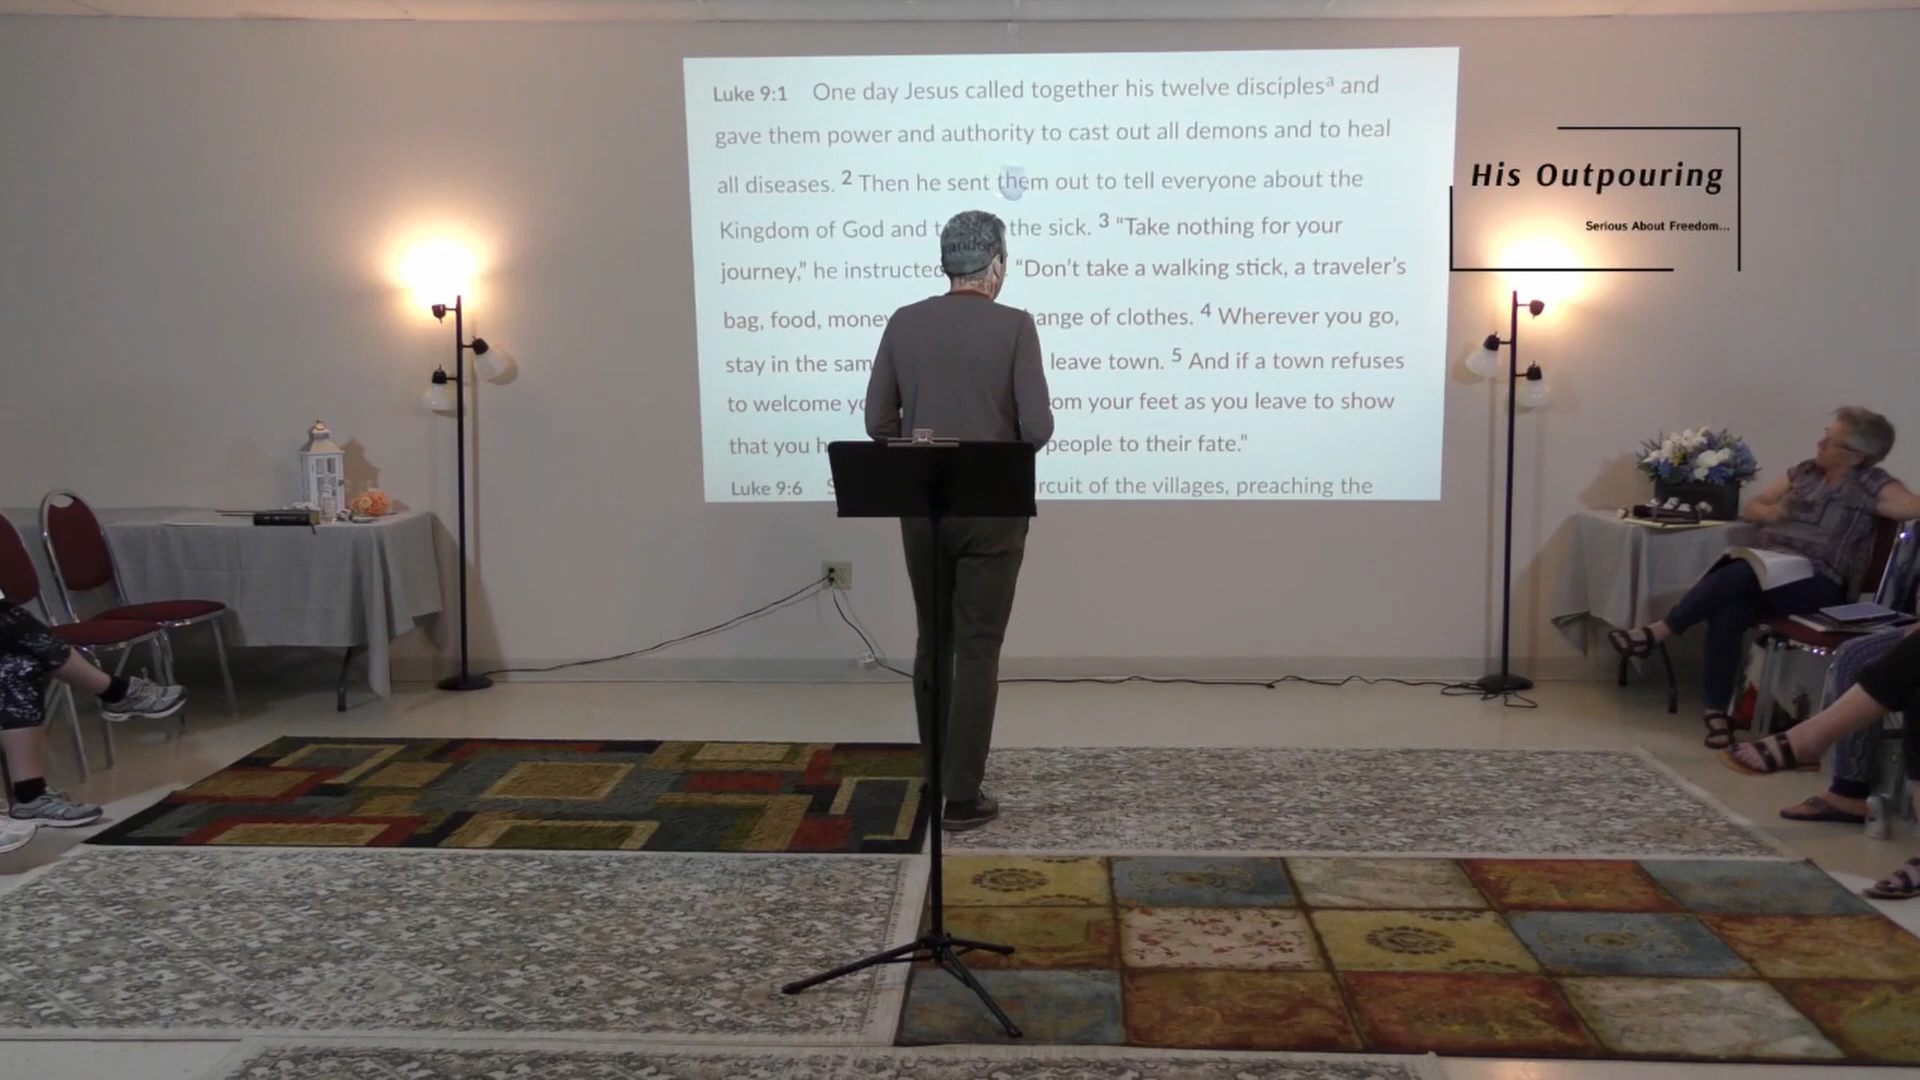 Luke 9:1 One day Jesus called together his twelve disciplesᵃ and
gave them power and authority to cast out all demons and to heal
all diseases. 2 Then he sent them out to tell everyone about the
Kingdom of God and the sick. 3 “Take nothing for your
journey,” he instructed “Don’t take a walking stick, a traveler’s
bag, food, money of clothes. 4 Wherever you go,
stay in the leave town. 5 And if a town refuses
to welcome your feet as you leave to show
that you people to their fate.”
Luke 9:6 of the villages, preaching the
His Outpouring
Serious About Freedom...